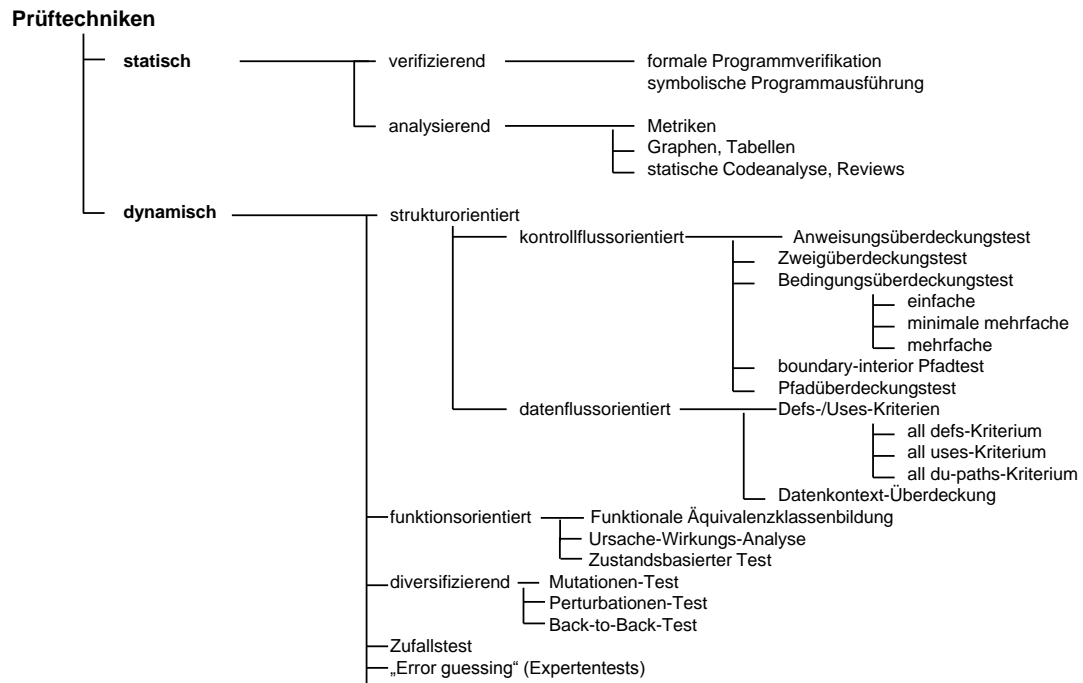 Prüftechniken
statisch
verifizierend
formale Programmverifikation
symbolische Programmausführung
analysierend
Metriken
Graphen, Tabellen
statische Codeanalyse, Reviews
dynamisch
strukturorientiert
kontrollflussorientiert
Anweisungsüberdeckungstest
Zweigüberdeckungstest
Bedingungsüberdeckungstest
einfache
minimale mehrfache
mehrfache
boundary-interior Pfadtest
Pfadüberdeckungstest
datenflussorientiert
Defs-/Uses-Kriterien
all defs-Kriterium
all uses-Kriterium
all du-paths-Kriterium
Datenkontext-Überdeckung
funktionsorientiert
Funktionale Äquivalenzklassenbildung
Ursache-Wirkungs-Analyse
Zustandsbasierter Test
diversifizierend
Mutationen-Test
Perturbationen-Test
Back-to-Back-Test
Zufallstest
„Error guessing“ (Expertentests)